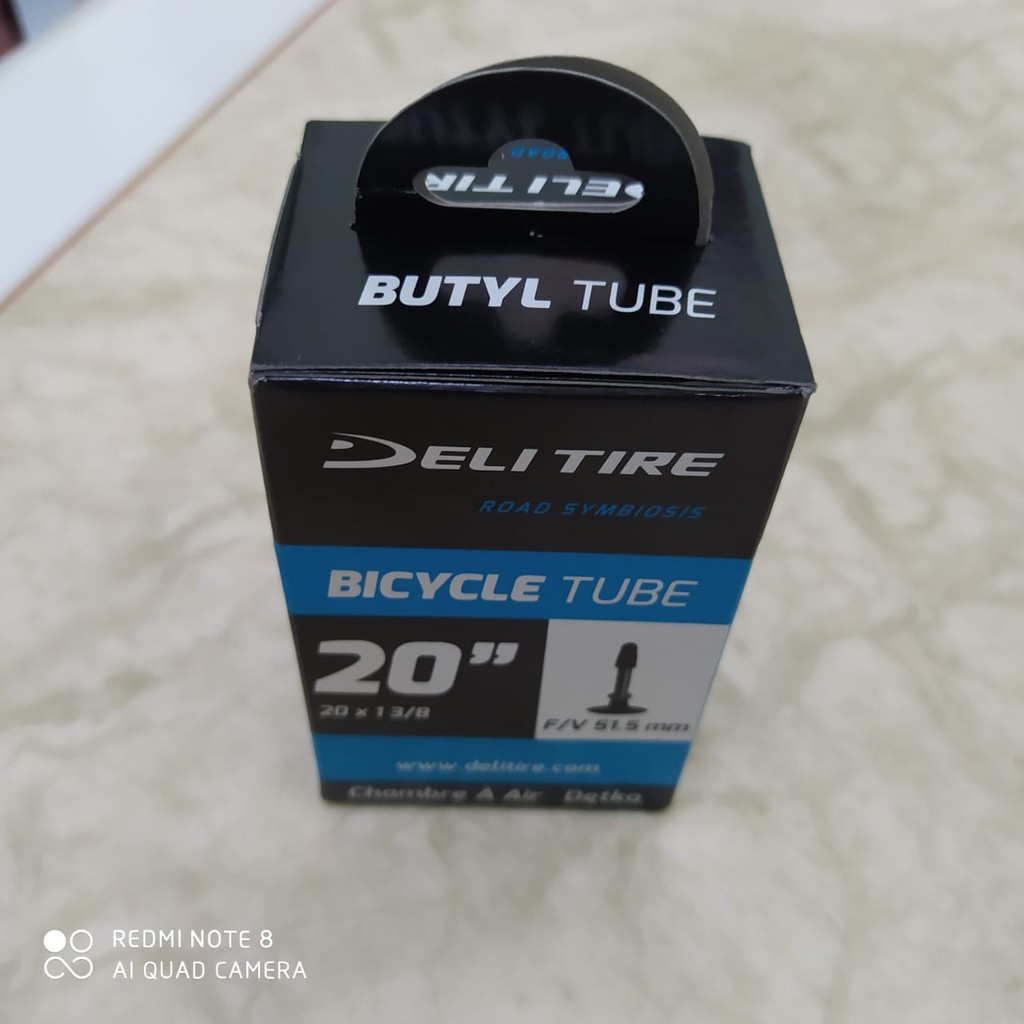 ROAD
DELI TIR
BUTYL TUBE
DELI TIRE
ROAD SYMBIOSIS
BICYCLE TUBE
20"
20 x 1 3/8
F/V 51.5 mm
www.delitire.com
Chambre À Air Dętka
REDMI NOTE 8
AI QUAD CAMERA